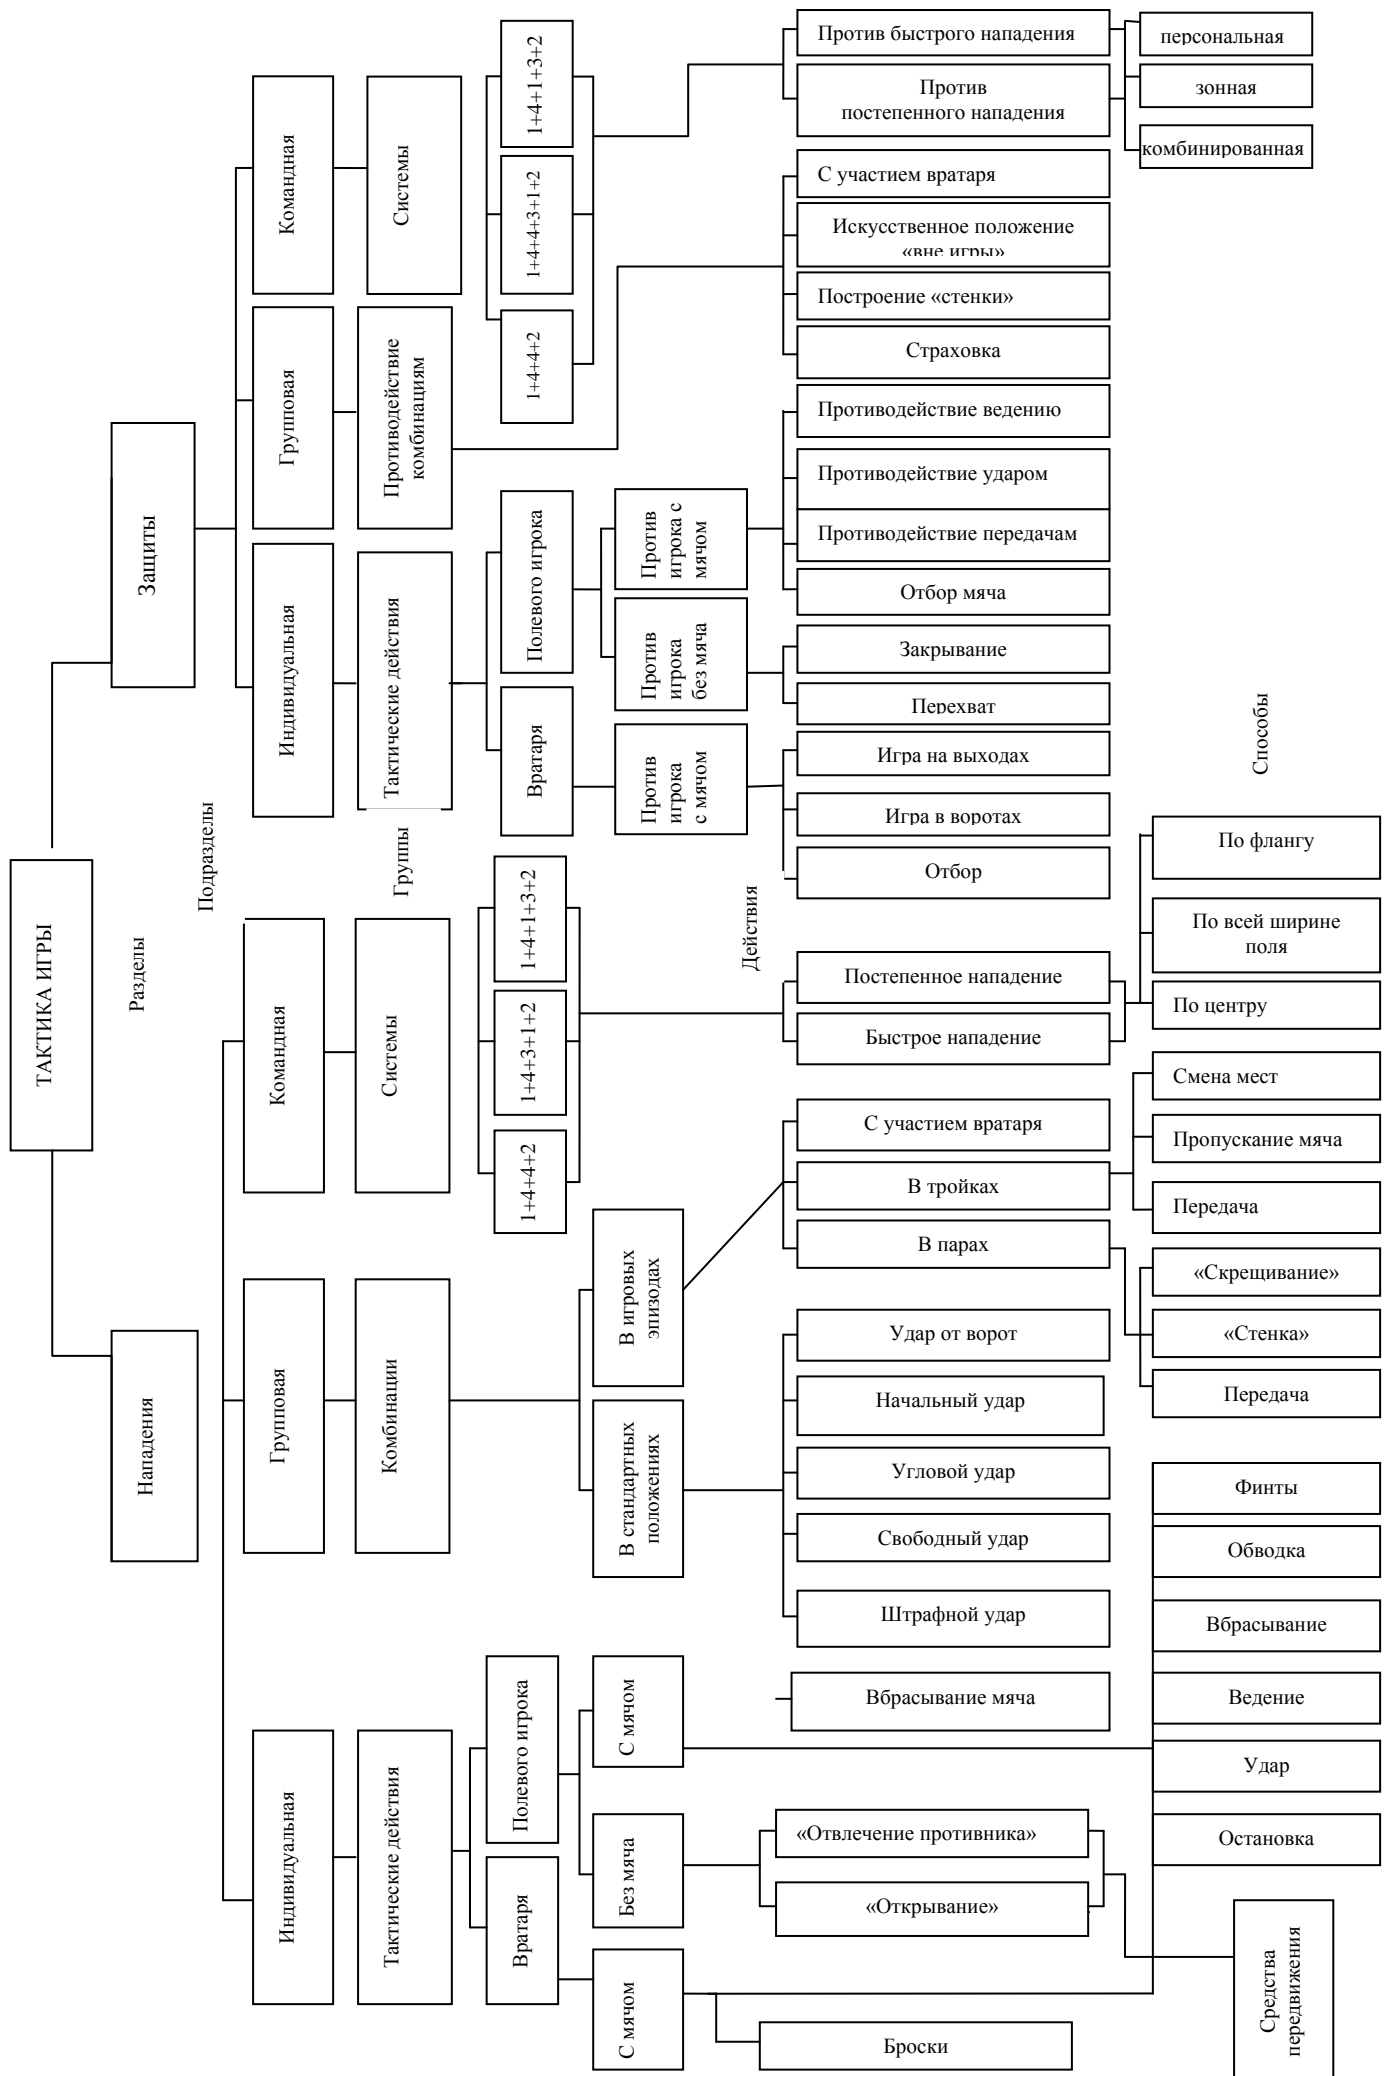 ТАКТИКА ИГРЫ
Разделы
Нападения
Защиты
Подразделы
Индивидуальная
Групповая
Командная
Индивидуальная
Групповая
Командная
Группы
Тактические действия
Комбинации
Системы
Тактические действия
Противодействие
комбинациям
Системы
Вратаря
Полевого игрока
1+4+4+2
1+4+3+1+2
1+4+1+3+2
Вратаря
Полевого игрока
1+4+4+2
1+4+4+3+1+2
1+4+1+3+2
С мячом
Без мяча
С мячом
В стандартных
положениях
В игровых
эпизодах
Против
игрока
с мячом
Против
игрока
без мяча
Против
игрока с
мячом
Действия
Против быстрого нападения
Против
постепенного нападения
С участием вратаря
Искусственное положение
«вне игры»
Построение «стенки»
Страховка
Противодействие ведению
Противодействие ударом
Противодействие передачам
Отбор мяча
Закрывание
Перехват
Игра на выходах
Игра в воротах
Отбор
Постепенное нападение
Быстрое нападение
С участием вратаря
В тройках
В парах
Удар от ворот
Начальный удар
Угловой удар
Свободный удар
Штрафной удар
Вбрасывание мяча
«Отвлечение противника»
«Открывание»
Броски
Способы
персональная
зонная
комбинированная
По флангу
По всей ширине
поля
По центру
Смена мест
Пропускание мяча
Передача
«Скрещивание»
«Стенка»
Передача
Финты
Обводка
Вбрасывание
Ведение
Удар
Остановка
Средства
передвижения